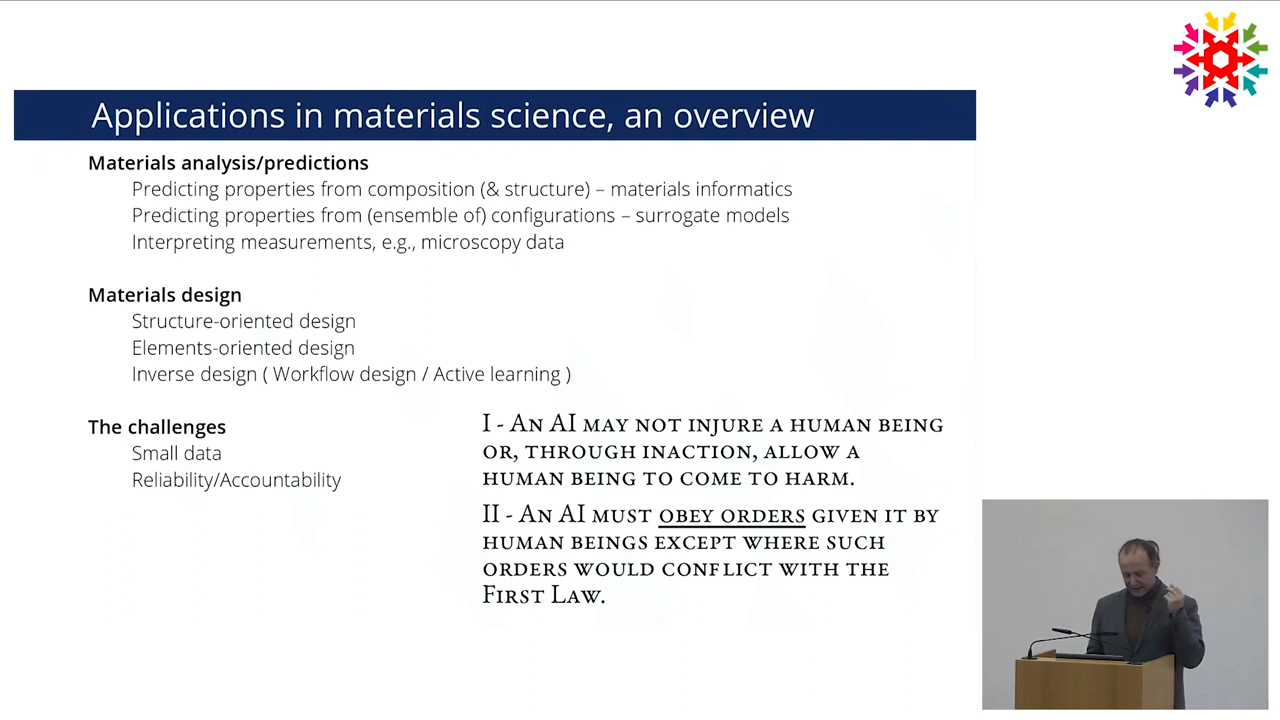 Applications in materials science, an overview
Materials analysis/predictions
Predicting properties from composition (& structure) – materials informatics
Predicting properties from (ensemble of) configurations – surrogate models
Interpreting measurements, e.g., microscopy data
Materials design
Structure-oriented design
Elements-oriented design
Inverse design ( Workflow design / Active learning )
The challenges
Small data
Reliability/Accountability
I - An AI may not injure a human being
or, through inaction, allow a
human being to come to harm.
II - An AI must obey orders given it by
human beings except where such
orders would conflict with the
First Law.